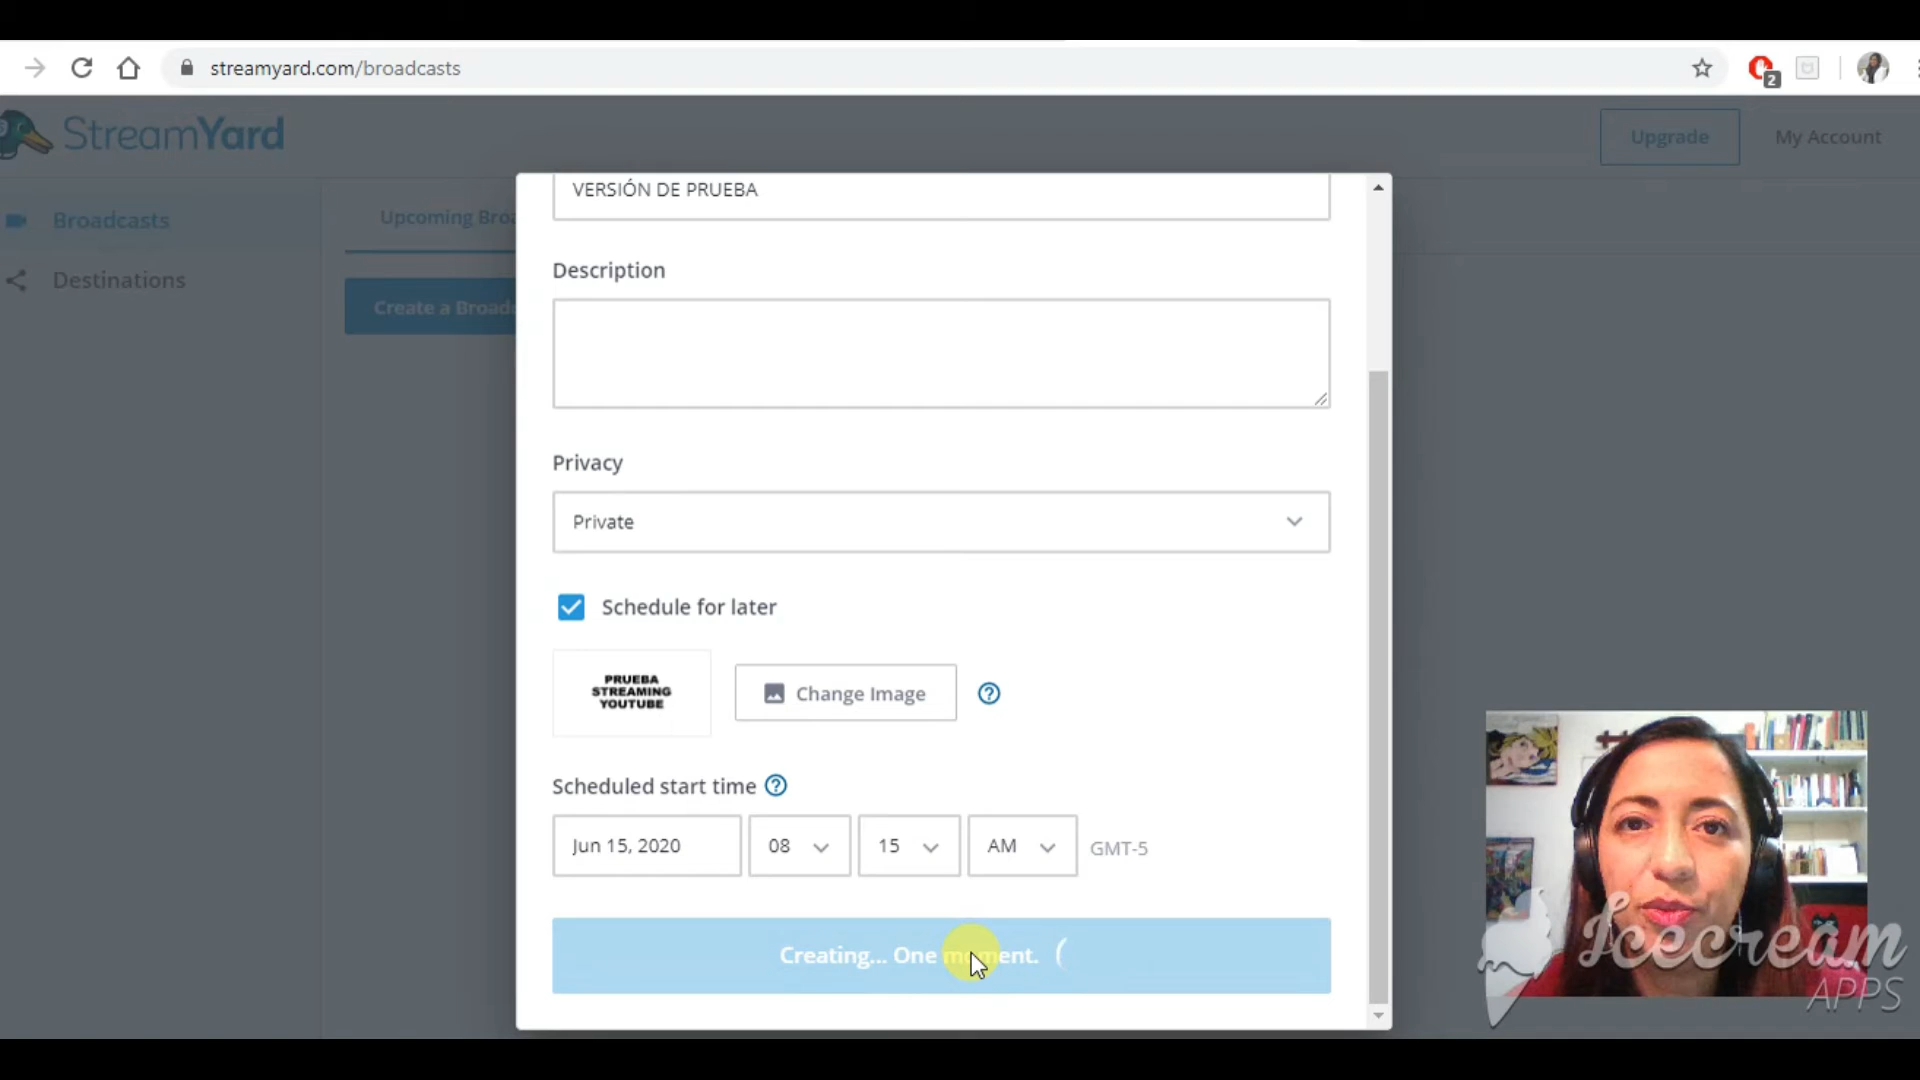 streamyard.com/broadcasts
2
StreamYard
Upgrade
My Account
Broadcasts
Destinations
Upcoming Broa
Create a Broadc
VERSIÓN DE PRUEBA
Description
Privacy
Private
Schedule for later
PRUEBA
STREAMING
YOUTUBE
Change Image
?
Scheduled start time ?
Jun 15, 2020
08
15
AM
GMT-5
Creating... One moment.
Icecream
APPS